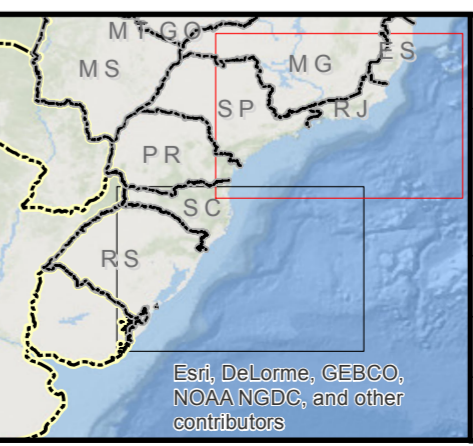 MT GO
ES
MS
MG
SP
RJ
PR
SC
RS
Esri, DeLorme, GEBCO,
NOAA NGDC, and other
contributors